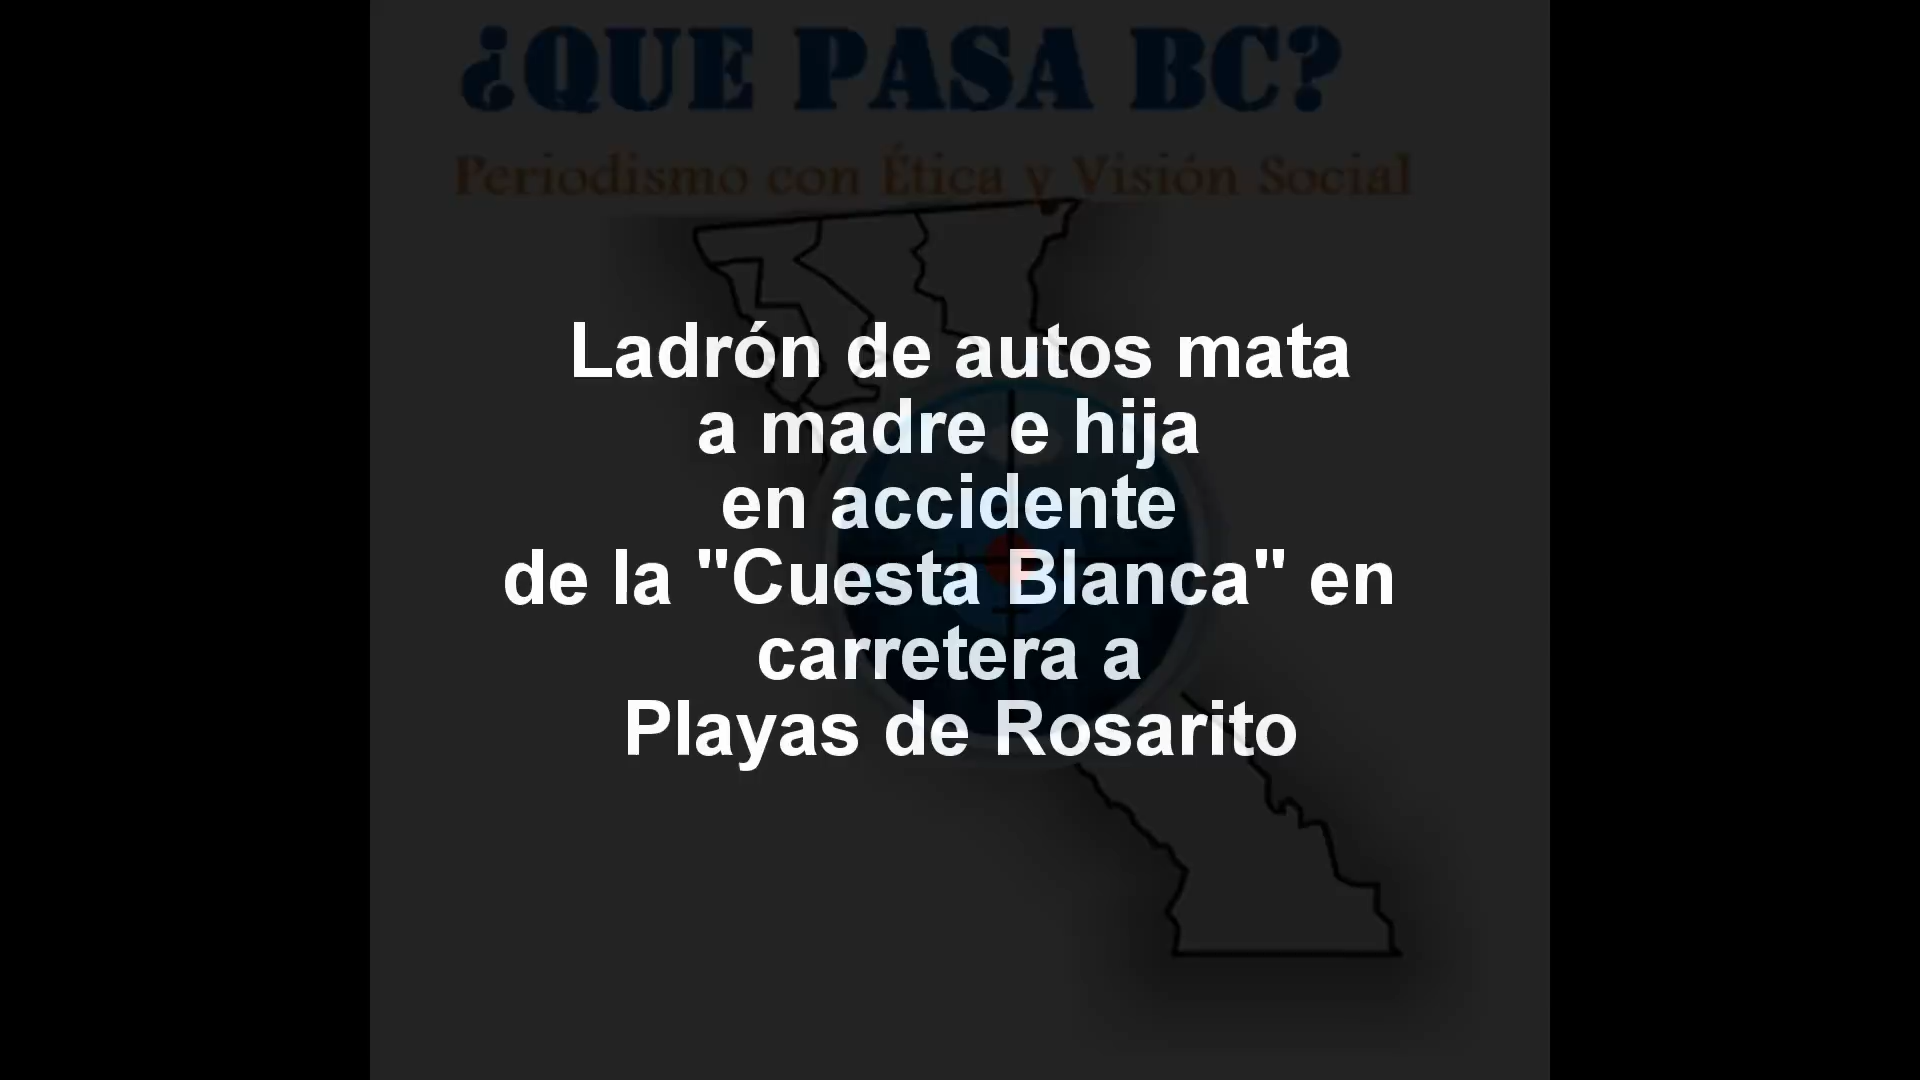 ¿QUE PASA BC?
Periodismo con Ética y Visión Social
Ladrón de autos mata
a madre e hija
en accidente
de la "Cuesta Blanca" en
carretera a
Playas de Rosarito